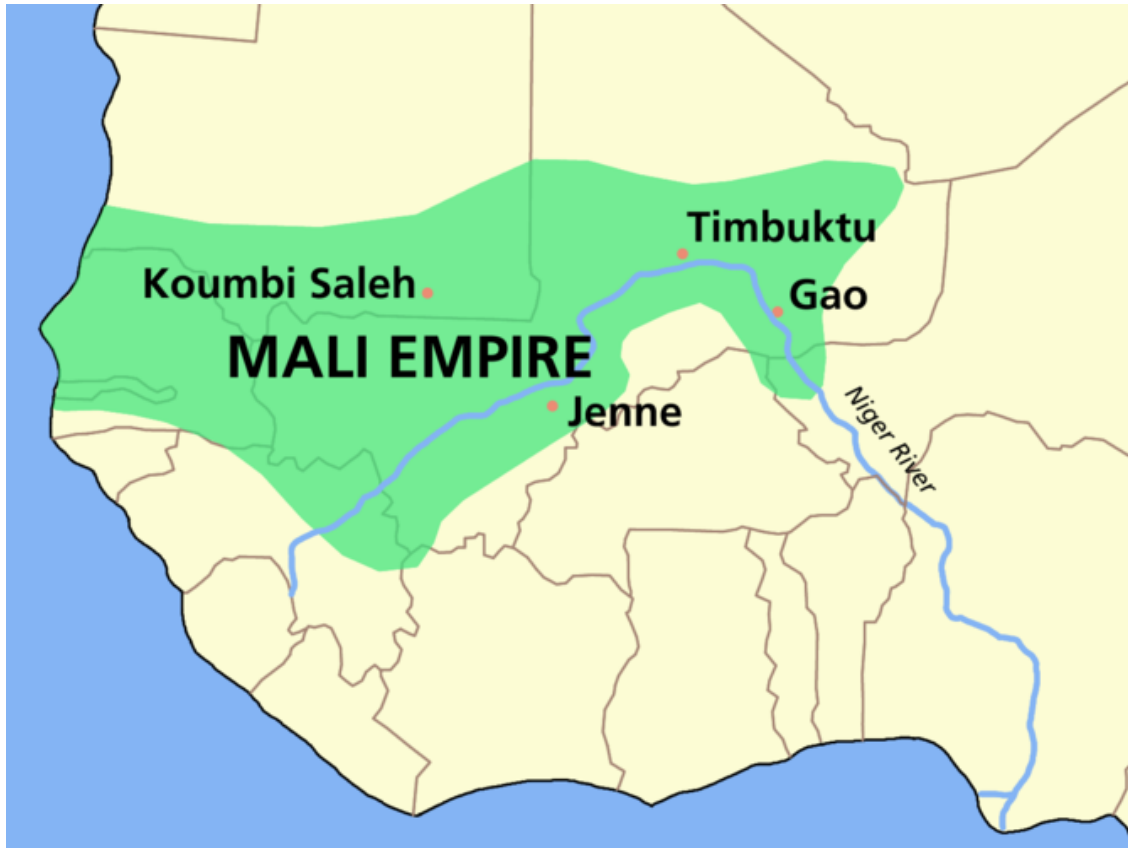 Timbuktu
Koumbi Saleh
Gao
MALI EMPIRE
Jenne
Niger River